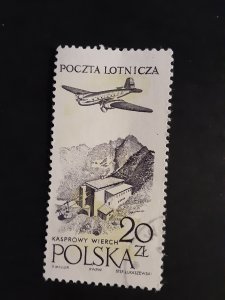 POCZTA LOTNICZA
KASPROWY WIERCH
20 ZŁ
POLSKA